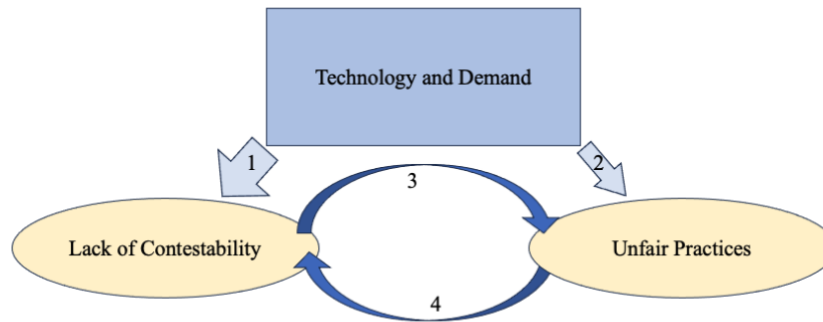 Technology and Demand
1
2
3
Lack of Contestability
Unfair Practices
4